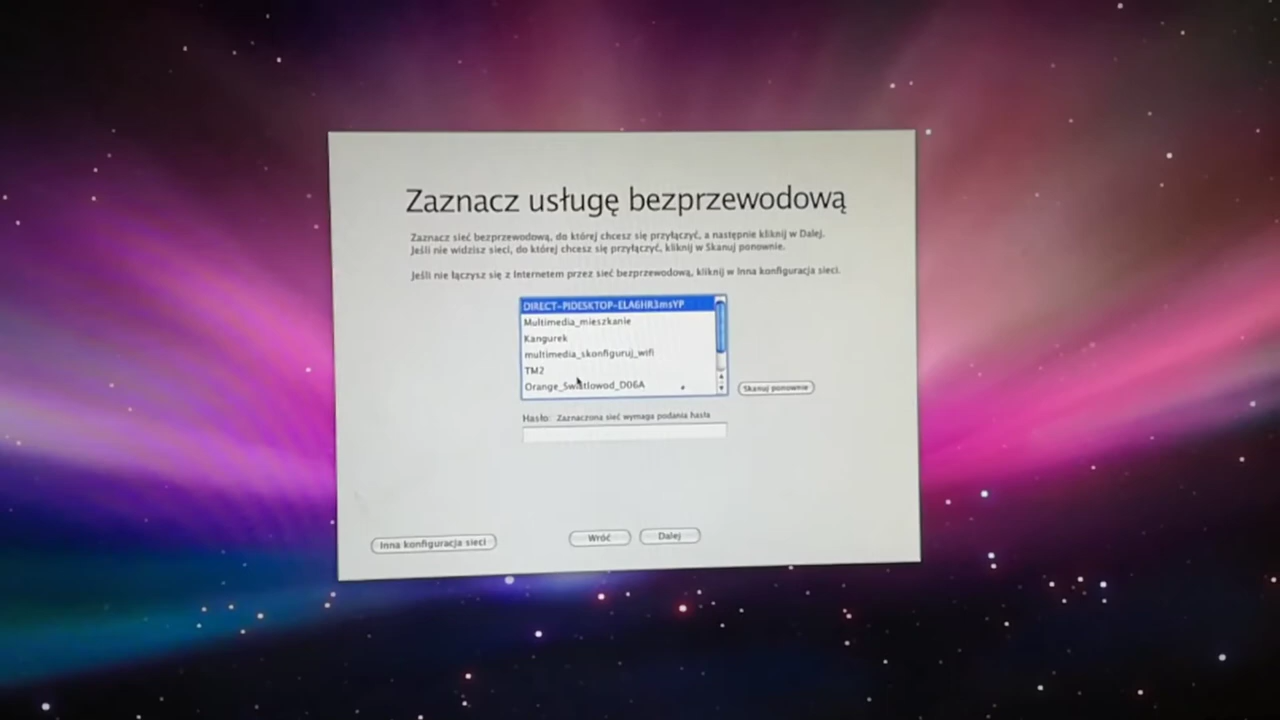 Zaznacz usługę bezprzewodową
Zaznacz sieć bezprzewodową, do której chcesz się przyłączyć, a następnie kliknij w Dalej.
Jeśli nie widzisz sieci, do której chcesz się przyłączyć, kliknij w Skanuj ponownie.
Jeśli nie łączysz się z Internetem przez sieć bezprzewodową, kliknij w Inna konfiguracja sieci.
DIRECT-PIDESKTOP-ELA6HR3msYP
Multimedia_mieszkanie
Kangurek
multimedia_skonfiguruj_wifi
TM2
Orange_Swiatlowod_D06A
Skanuj ponownie
Hasło: Zaznaczona sieć wymaga podania hasła
Inna konfiguracja sieci
Wróć
Dalej